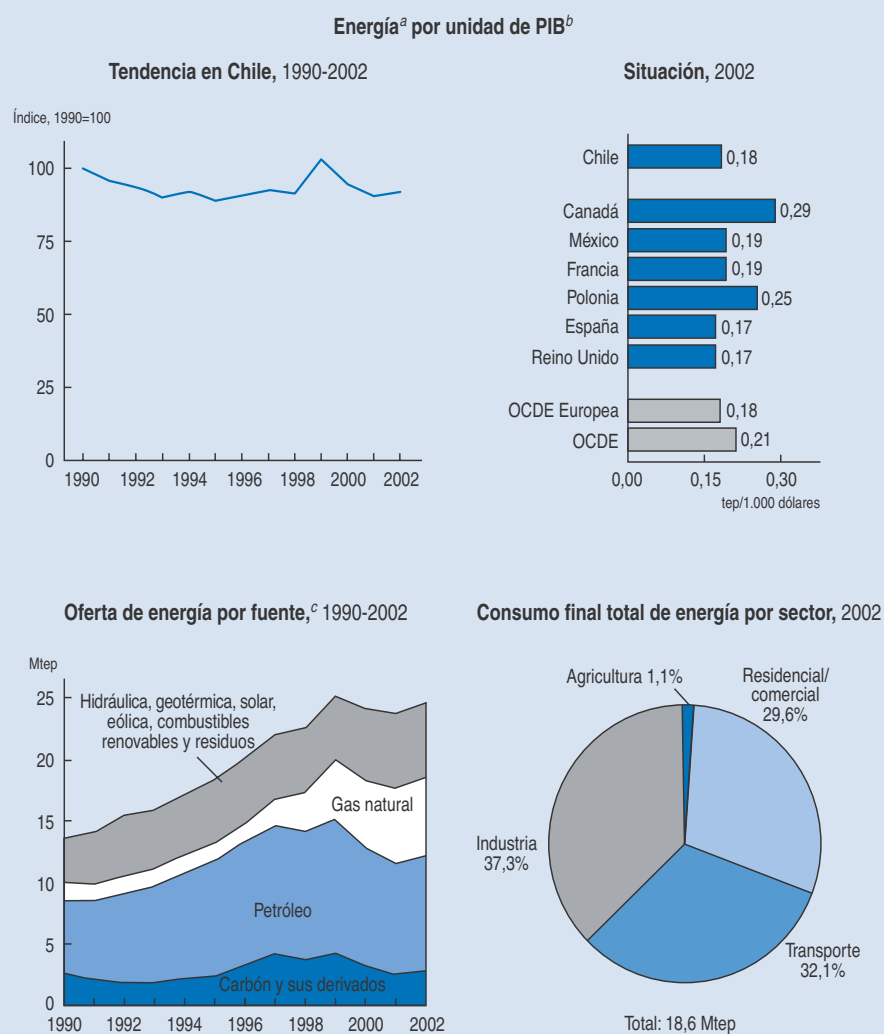 Energíaᵃ por unidad de PIBᵇ
Tendencia en Chile, 1990-2002
Índice, 1990=100
100
75
50
25
0
1990 1992 1994 1996 1998 2000 2002
Situación, 2002
Chile 0,18
Canadá 0,29
México 0,19
Francia 0,19
Polonia 0,25
España 0,17
Reino Unido 0,17
OCDE Europea 0,18
OCDE 0,21
0,00 0,15 0,30
tep/1.000 dólares
Oferta de energía por fuente,ᶜ 1990-2002
Mtep
25
20
15
10
5
0
Hidráulica, geotérmica, solar,
eólica, combustibles
renovables y residuos
Gas natural
Petróleo
Carbón y sus derivados
1990 1992 1994 1996 1998 2000 2002
Consumo final total de energía por sector, 2002
Agricultura 1,1%
Residencial/
comercial
29,6%
Industria
37,3%
Transporte
32,1%
Total: 18,6 Mtep